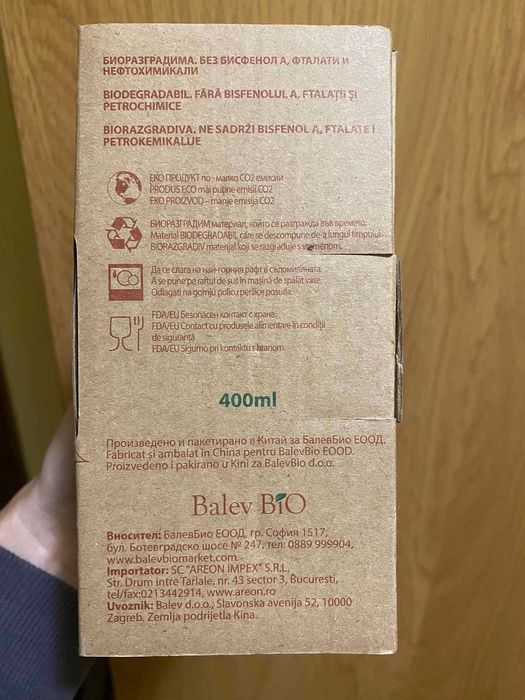 БИОРАЗГРАДИМА. БЕЗ БИСФЕНОЛ А, ФТАЛАТИ И
НЕФТОХИМИКАЛИ
BIODEGRADABIL. FĂRĂ BISFENOLUL A, FTALAȚII ȘI
PETROCHIMICE
BIORAZGRADIVA. NE SADRŽI BISFENOL A, FTALATE I
PETROKEMIKALIJE
ЕКО ПРОДУКТ по - малко CO2 емисии
PRODUS ECO mai puține emisii CO2
EKO PROIZVOD – manje emisija CO2
БИОРАЗГРАДИМ материал, който се разгражда във времето.
Material BIODEGRADABIL care se descompune de-a lungul timpului.
BIORAZGRADIV materijal koji se razgrađuje s vremenom.
Да се слага на най-горния рафт в съдомиялната.
A se pune pe raftul de sus în mașina de spălat vase.
Odlagati na gornju policu perilice posuđa.
FDA/EU Безопасен контакт с храна.
FDA/EU Contact cu produsele alimentare în condiții
de siguranță
FDA/EU Sigurno pri kontaktu s hranom.
400ml
Произведено и пакетирано в Китай за БалевБио ЕООД.
Fabricat și ambalat în China pentru BalevBio EOOD.
Proizvedeno i pakirano u Kini za BalevBio d.o.o.
Balev BiO
Вносител: БалевБио ЕООД, гр. София 1517,
бул. Ботевградско шосе № 247, тел: 0889 999904,
www.balevbiomarket.com
Importator: SC "AREON IMPEX" S.R.L,
Str. Drum intre Tarlale, nr. 43 sector 3, Bucuresti,
tel/fax:0213442914, www.areon.ro
Uvoznik: Balev d.o.o., Slavonska avenija 52, 10000
Zagreb. Zemlja podrijetla Kina.